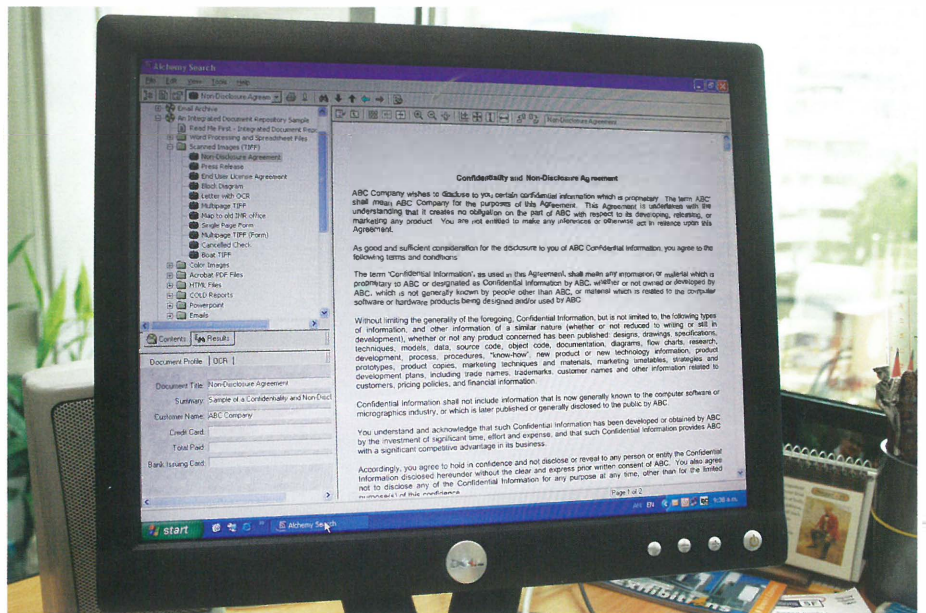 Alchemy Search
File Edit View Tools Help
Non-Disclosure Agreemen
Non-Disclosure Agreement
Email Archive
An Integrated Document Repository Sample
Read Me First - Integrated Document Repo
Word Processing and Spreadsheet Files
Scanned Images (TIFF)
Non-Disclosure Agreement
Press Release
End User License Agreement
Block Diagram
Letter with OCR
Multipage TIFF
Map to old IMR office
Single Page Form
Multipage TIFF (Form)
Cancelled Check
Boat TIFF
Color Images
Acrobat PDF Files
HTML Files
COLD Reports
Powerpoint
Emails
Contents Results
Document Profile OCR
Document Title: Non-Disclosure Agreement
Summary: Sample of a Confidentiality and Non-Discl
Customer Name: ABC Company
Credit Card:
Total Paid:
Bank Issuing Card:
Confidentiality and Non-Disclosure Agreement
ABC Company wishes to disclose to you certain confidential information which is proprietary. The term 'ABC'
shall mean ABC Company for the purposes of this Agreement. This Agreement is undertaken with the
understanding that it creates no obligation on the part of ABC with respect to its developing, releasing, or
marketing any product. You are not entitled to make any inferences or otherwise act in reliance upon this
Agreement.
As good and sufficient consideration for the disclosure to you of ABC Confidential Information, you agree to the
following terms and conditions
The term 'Confidential Information', as used in this Agreement, shall mean any information or material which is
proprietary to ABC or designated as Confidential Information by ABC, whether or not owned or developed by
ABC, which is not generally known by people other than ABC, or material which is related to the computer
software or hardware products being designed and/or used by ABC
Without limiting the generality of the foregoing, Confidential Information, but is not limited to, the following types
of information, and other information of a similar nature (whether or not reduced to writing or still in
development), whether or not any product concerned has been published: designs, drawings, specifications,
techniques, models, data, source code, object code, documentation, diagrams, flow charts, research,
development, process, procedures, "know-how", new product or new technology information, product
prototypes, product copies, marketing techniques and materials, marketing timetables, strategies and
development plans, including trade names, trademarks, customer names and other information related to
customers, pricing policies, and financial information.
Confidential Information shall not include information that is now generally known to the computer software or
micrographics industry, or which is later published or generally disclosed to the public by ABC.
You understand and acknowledge that such Confidential Information has been developed or obtained by ABC
by the investment of significant time, effort and expense, and that such Confidential Information provides ABC
with a significant competitive advantage in its business.
Accordingly, you agree to hold in confidence and not disclose or reveal to any person or entity the Confidential
Information disclosed hereunder without the clear and express prior written consent of ABC. You also agree
not to disclose any of the Confidential Information for any purpose at any time, other than for the limited
purpose(s) of this confidence
Page 1 of 2
start
Alchemy Search
EN
9:38 a.m.
DELL
Exhibitions
SF